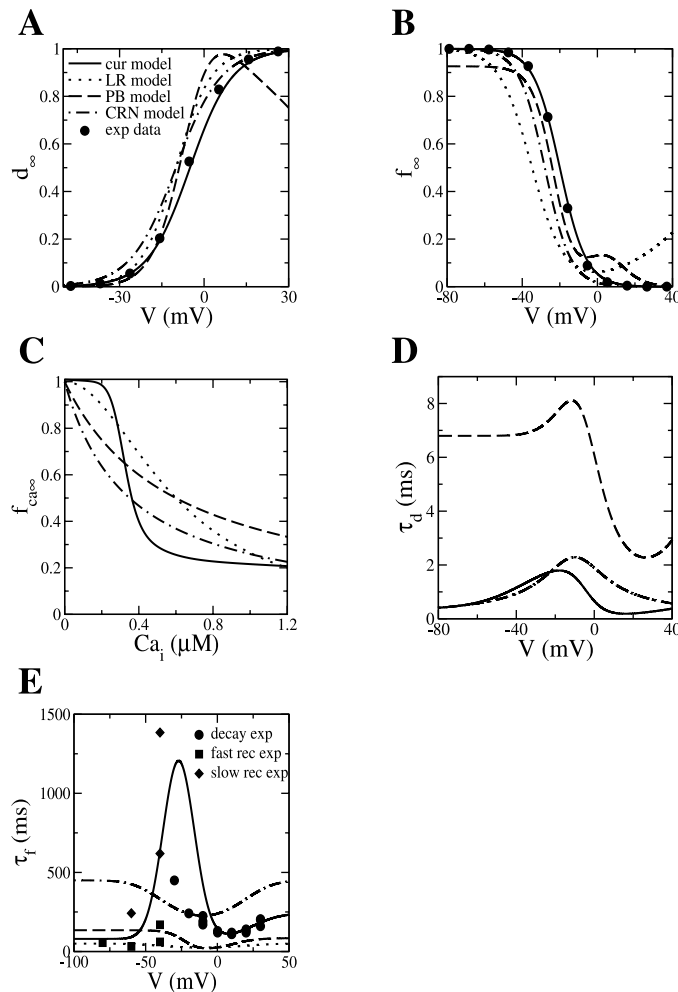 A
1
0.8
0.6
0.4
0.2
0
d∞
-30
0
30
V (mV)
cur model
LR model
PB model
CRN model
exp data
B
1
0.8
0.6
0.4
0.2
0
f∞
-80
-40
0
40
V (mV)
C
1
0.8
0.6
0.4
0.2
0
fca∞
0
0.4
0.8
1.2
Cai (μM)
D
8
6
4
2
0
τd (ms)
-80
-40
0
40
V (mV)
E
1500
1000
500
0
τf (ms)
-100
-50
0
50
V (mV)
decay exp
fast rec exp
slow rec exp